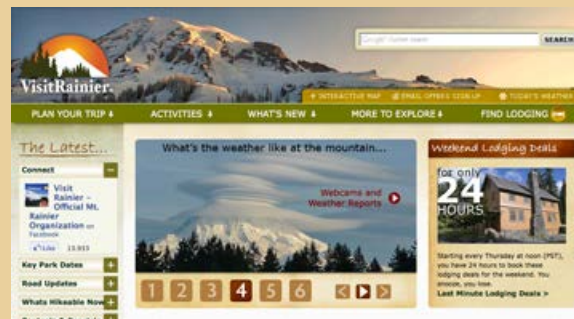 Google Custom Search
SEARCH
VisitRainier.
+ INTERACTIVE MAP
EMAIL OFFERS SIGN-UP
TODAY'S WEATHER
PLAN YOUR TRIP
ACTIVITIES
WHAT'S NEW
MORE TO EXPLORE
FIND LODGING
The Latest...
Connect
Visit
Rainier –
Official Mt.
Rainier
Organization on
Facebook
Like
Key Park Dates
Road Updates
Whats Hikeable Now
What's the weather like at the mountain...
Webcams and
Weather Reports
1 2 3 4 5 6
Weekend Lodging Deals
for only
24
HOURS
Starting every Thursday at noon (PST),
you have 24 hours to book these
lodging deals for the weekend. You
snooze, you lose.
Last Minute Lodging Deals >